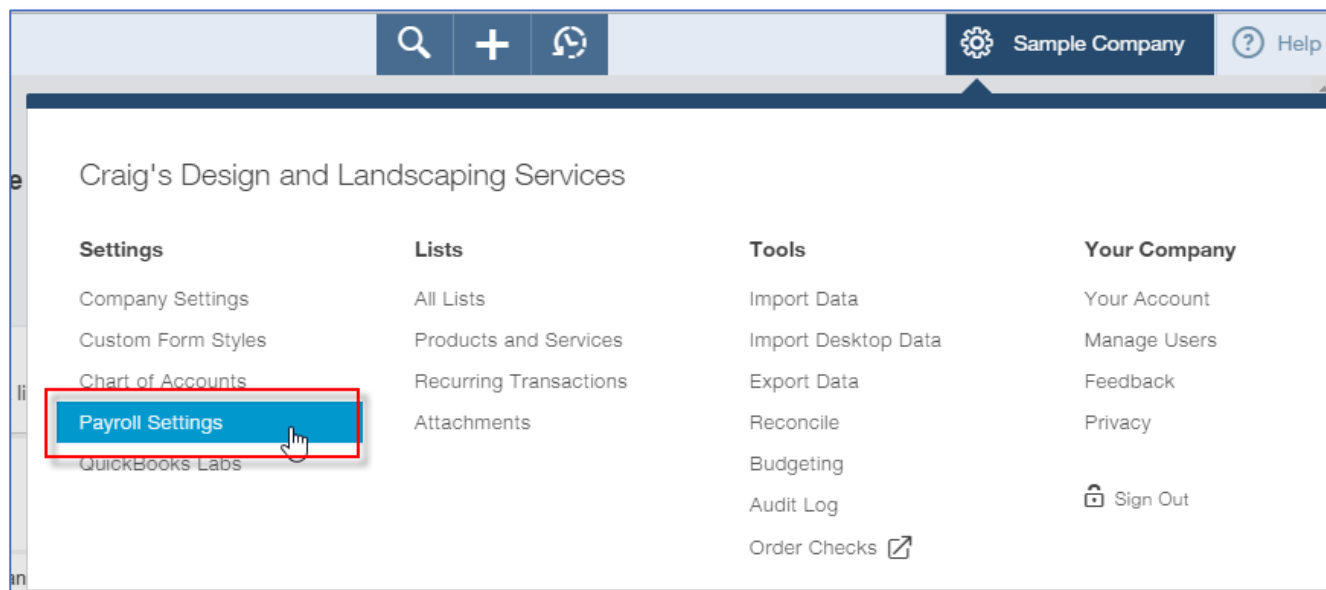 Sample Company
Help
Craig's Design and Landscaping Services
Settings
Company Settings
Custom Form Styles
Chart of Accounts
Payroll Settings
QuickBooks Labs
Lists
All Lists
Products and Services
Recurring Transactions
Attachments
Tools
Import Data
Import Desktop Data
Export Data
Reconcile
Budgeting
Audit Log
Order Checks
Your Company
Your Account
Manage Users
Feedback
Privacy
Sign Out
e
li
an